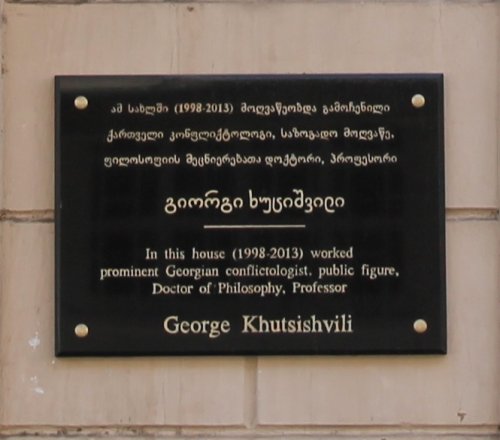 ამ სახლში (1998-2013) მოღვაწეობდა გამოჩენილი
ქართველი კონფლიქტოლოგი, საზოგადო მოღვაწე,
ფილოსოფიის მეცნიერებათა დოქტორი, პროფესორი
გიორგი ხუციშვილი
In this house (1998-2013) worked
prominent Georgian conflictologist, public figure,
Doctor of Philosophy, Professor
George Khutsishvili